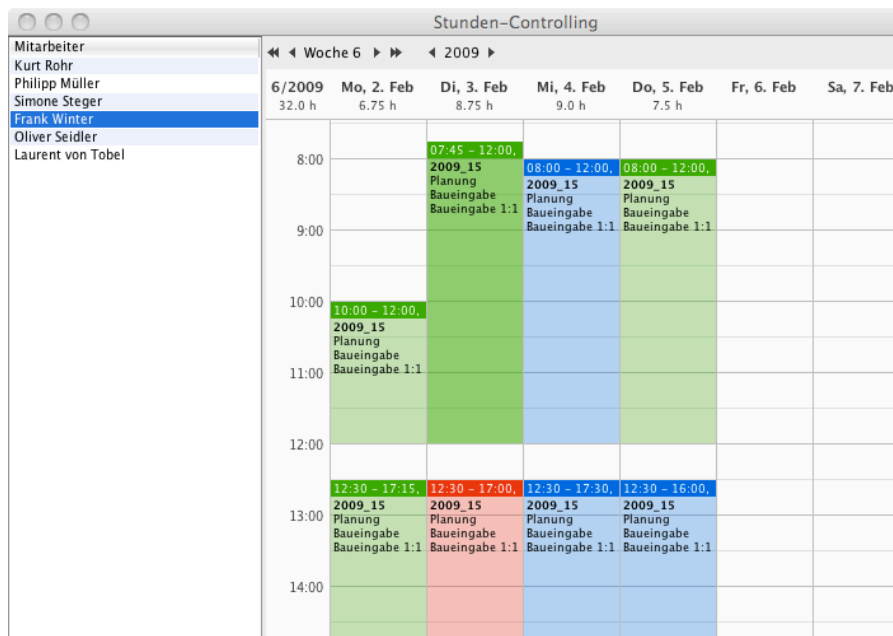 Stunden-Controlling
Mitarbeiter
Kurt Rohr
Philipp Müller
Simone Steger
Frank Winter
Oliver Seidler
Laurent von Tobel
Woche 6
2009
6/2009 Mo, 2. Feb Di, 3. Feb Mi, 4. Feb Do, 5. Feb Fr, 6. Feb Sa, 7. Feb
32.0 h 6.75 h 8.75 h 9.0 h 7.5 h
8:00
9:00
10:00
11:00
12:00
13:00
14:00
10:00 - 12:00,
2009_15
Planung
Baueingabe
Baueingabe 1:1
12:30 - 17:15,
2009_15
Planung
Baueingabe
Baueingabe 1:1
07:45 - 12:00,
2009_15
Planung
Baueingabe
Baueingabe 1:1
12:30 - 17:00,
2009_15
Planung
Baueingabe
Baueingabe 1:1
08:00 - 12:00,
2009_15
Planung
Baueingabe
Baueingabe 1:1
12:30 - 17:30,
2009_15
Planung
Baueingabe
Baueingabe 1:1
08:00 - 12:00,
2009_15
Planung
Baueingabe
Baueingabe 1:1
12:30 - 16:00,
2009_15
Planung
Baueingabe
Baueingabe 1:1